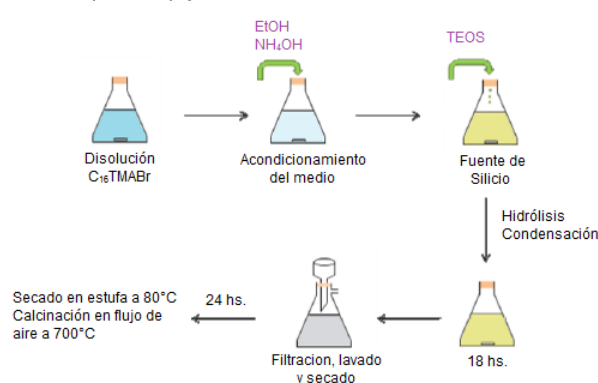 EtOH
NH₄OH
TEOS
Disolución
C₁₆TMABr
Acondicionamiento
del medio
Fuente de
Silicio
Hidrólisis
Condensación
18 hs.
Filtracion, lavado
y secado
24 hs.
Secado en estufa a 80°C
Calcinación en flujo de
aire a 700°C